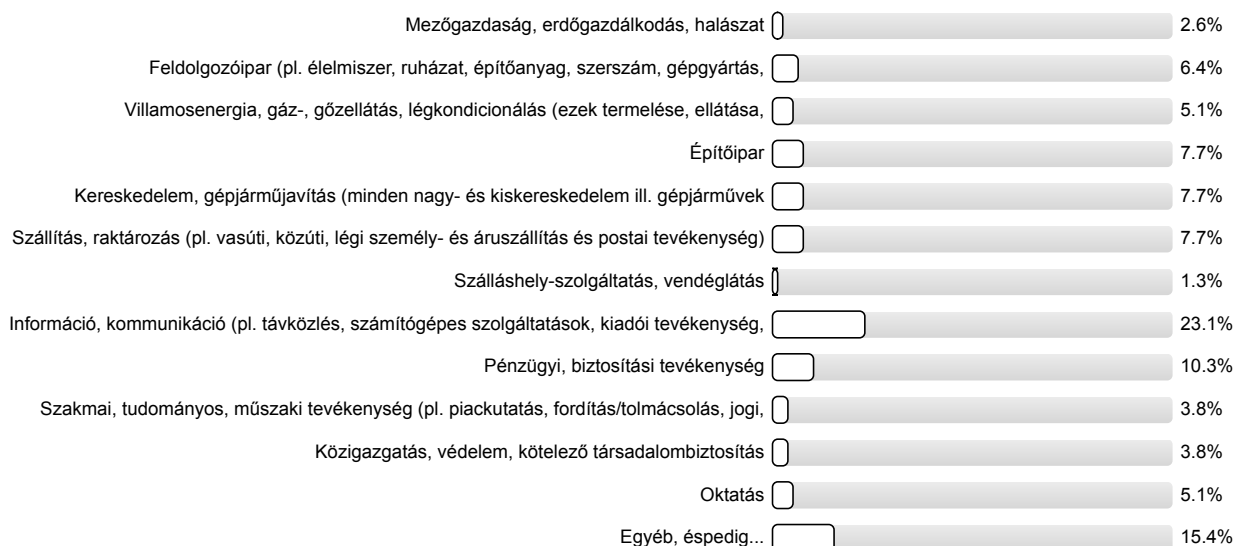 Mezőgazdaság, erdőgazdálkodás, halászat 2.6%
Feldolgozóipar (pl. élelmiszer, ruházat, építőanyag, szerszám, gépgyártás, 6.4%
Villamosenergia, gáz-, gőzellátás, légkondicionálás (ezek termelése, ellátása, 5.1%
Építőipar 7.7%
Kereskedelem, gépjárműjavítás (minden nagy- és kiskereskedelem ill. gépjárművek 7.7%
Szállítás, raktározás (pl. vasúti, közúti, légi személy- és áruszállítás és postai tevékenység) 7.7%
Szálláshely-szolgáltatás, vendéglátás 1.3%
Információ, kommunikáció (pl. távközlés, számítógépes szolgáltatások, kiadói tevékenység, 23.1%
Pénzügyi, biztosítási tevékenység 10.3%
Szakmai, tudományos, műszaki tevékenység (pl. piackutatás, fordítás/tolmácsolás, jogi, 3.8%
Közigazgatás, védelem, kötelező társadalombiztosítás 3.8%
Oktatás 5.1%
Egyéb, éspedig... 15.4%